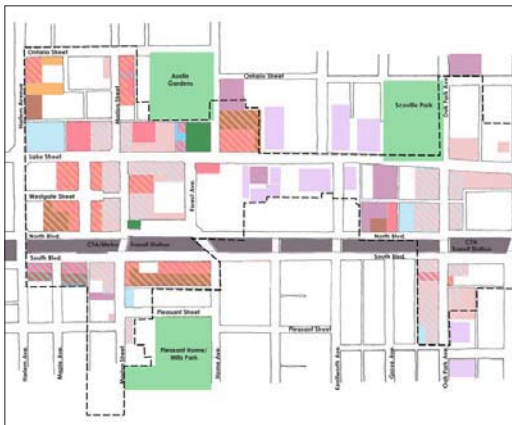 Ontario Street
Harlem Avenue
Marion Street
Austin
Gardens
Ontario Street
Scoville Park
Oak Park Ave
Lake Street
Westgate Street
Forest Ave
North Blvd.
CTA/Metra Transit Station
North Blvd.
CTA
Transit Station
South Blvd.
South Blvd.
Pleasant Street
Pleasant Street
Pleasant Home/
Mills Park
Harlem Ave
Maple Ave
Marion Street
Home Ave
Kenilworth Ave
Grove Ave
Oak Park Ave